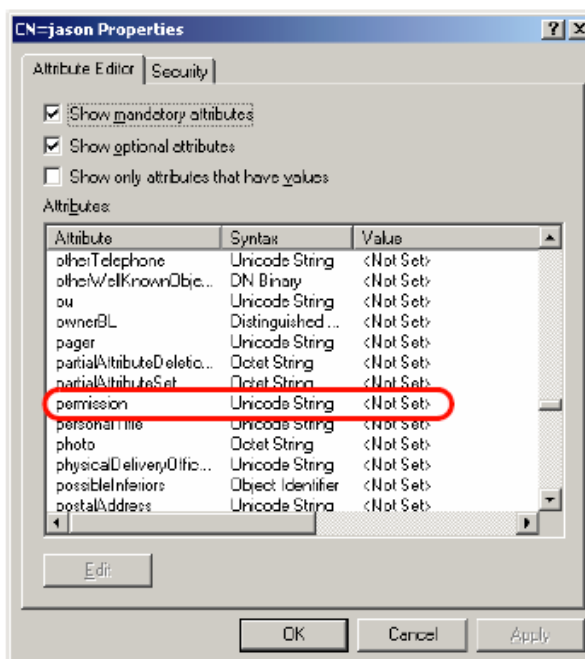 CN=jason Properties
Attribute Editor Security
Show mandatory attributes
Show optional attributes
Show only attributes that have values
Attributes:
Attribute Syntax Value
otherTelephone Unicode String <Not Set>
otherWellKnownObje... DN Binary <Not Set>
ou Unicode String <Not Set>
ownerBL Distinguished ... <Not Set>
pager Unicode String <Not Set>
partialAttributeDeletio... Octet String <Not Set>
partialAttributeSet Octet String <Not Set>
permission Unicode String <Not Set>
personalTitle Unicode String <Not Set>
photo Octet String <Not Set>
physicalDeliveryOffic... Unicode String <Not Set>
possibleInferiors Object Identifier <Not Set>
postalAddress Unicode String <Not Set>
Edit
OK Cancel Apply